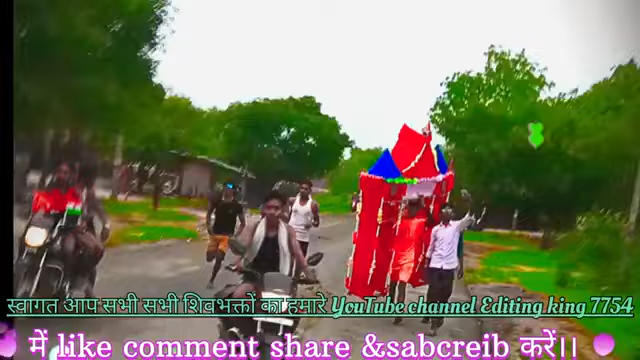 स्वागत आप सभी सभी शिवभक्तों का हमारे YouTube channel Editing king 7754
में like comment share &sabcreib करें।।